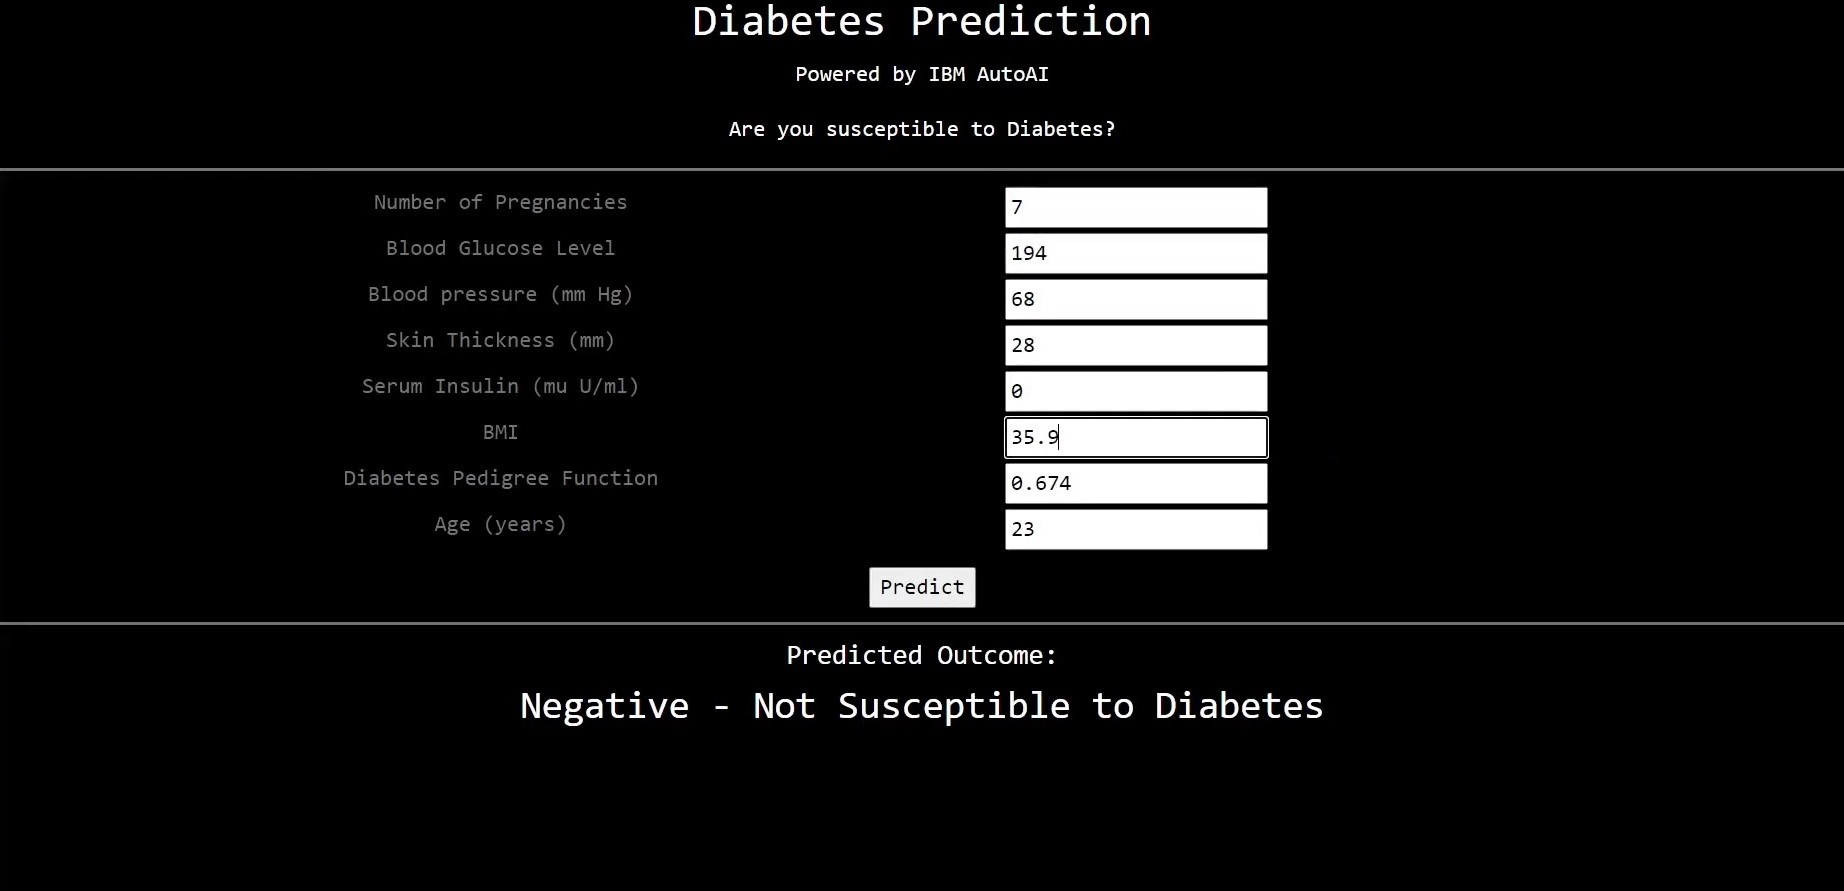 Diabetes Prediction
Powered by IBM AutoAI
Are you susceptible to Diabetes?
Number of Pregnancies 7
Blood Glucose Level 194
Blood pressure (mm Hg) 68
Skin Thickness (mm) 28
Serum Insulin (mu U/ml) 0
BMI 35.9
Diabetes Pedigree Function 0.674
Age (years) 23
Predict
Predicted Outcome:
Negative - Not Susceptible to Diabetes